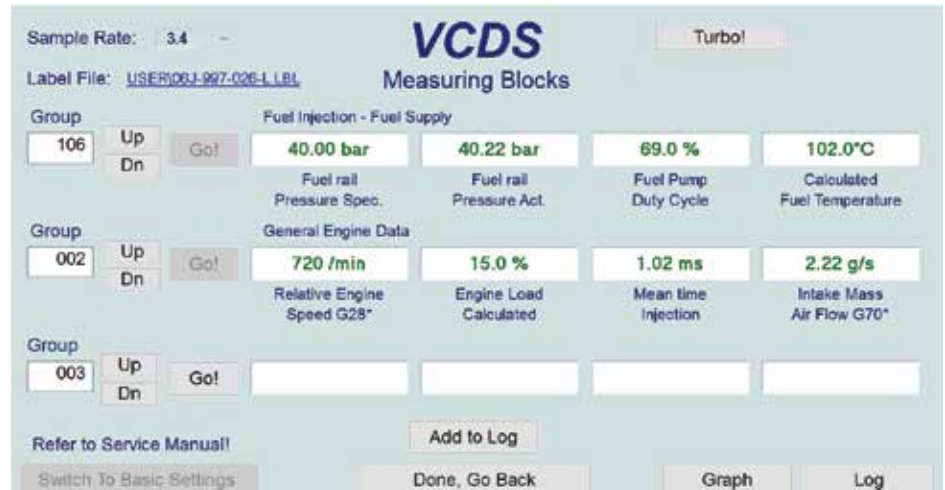 Sample Rate: 3.4
VCDS
Turbo!
Label File: USER\06J-997-026-L.LBL
Measuring Blocks
Group
Fuel Injection - Fuel Supply
106
Up
Dn
Go!
40.00 bar
40.22 bar
69.0 %
102.0°C
Fuel rail
Pressure Spec.
Fuel rail
Pressure Act.
Fuel Pump
Duty Cycle
Calculated
Fuel Temperature
Group
General Engine Data
002
Up
Dn
Go!
720 /min
15.0 %
1.02 ms
2.22 g/s
Relative Engine
Speed G28*
Engine Load
Calculated
Mean time
Injection
Intake Mass
Air Flow G70*
Group
003
Up
Dn
Go!
Refer to Service Manual!
Add to Log
Switch To Basic Settings
Done, Go Back
Graph
Log